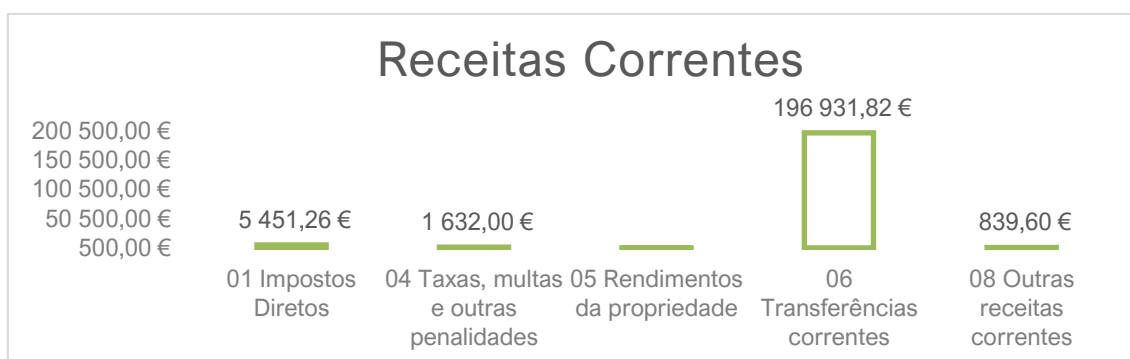 Receitas Correntes
196 931,82 €
200 500,00 €
150 500,00 €
100 500,00 €
50 500,00 €
500,00 €
5 451,26 €
1 632,00 €
839,60 €
01 Impostos
Diretos
04 Taxas, multas
e outras
penalidades
05 Rendimentos
da propriedade
06
Transferências
correntes
08 Outras
receitas
correntes